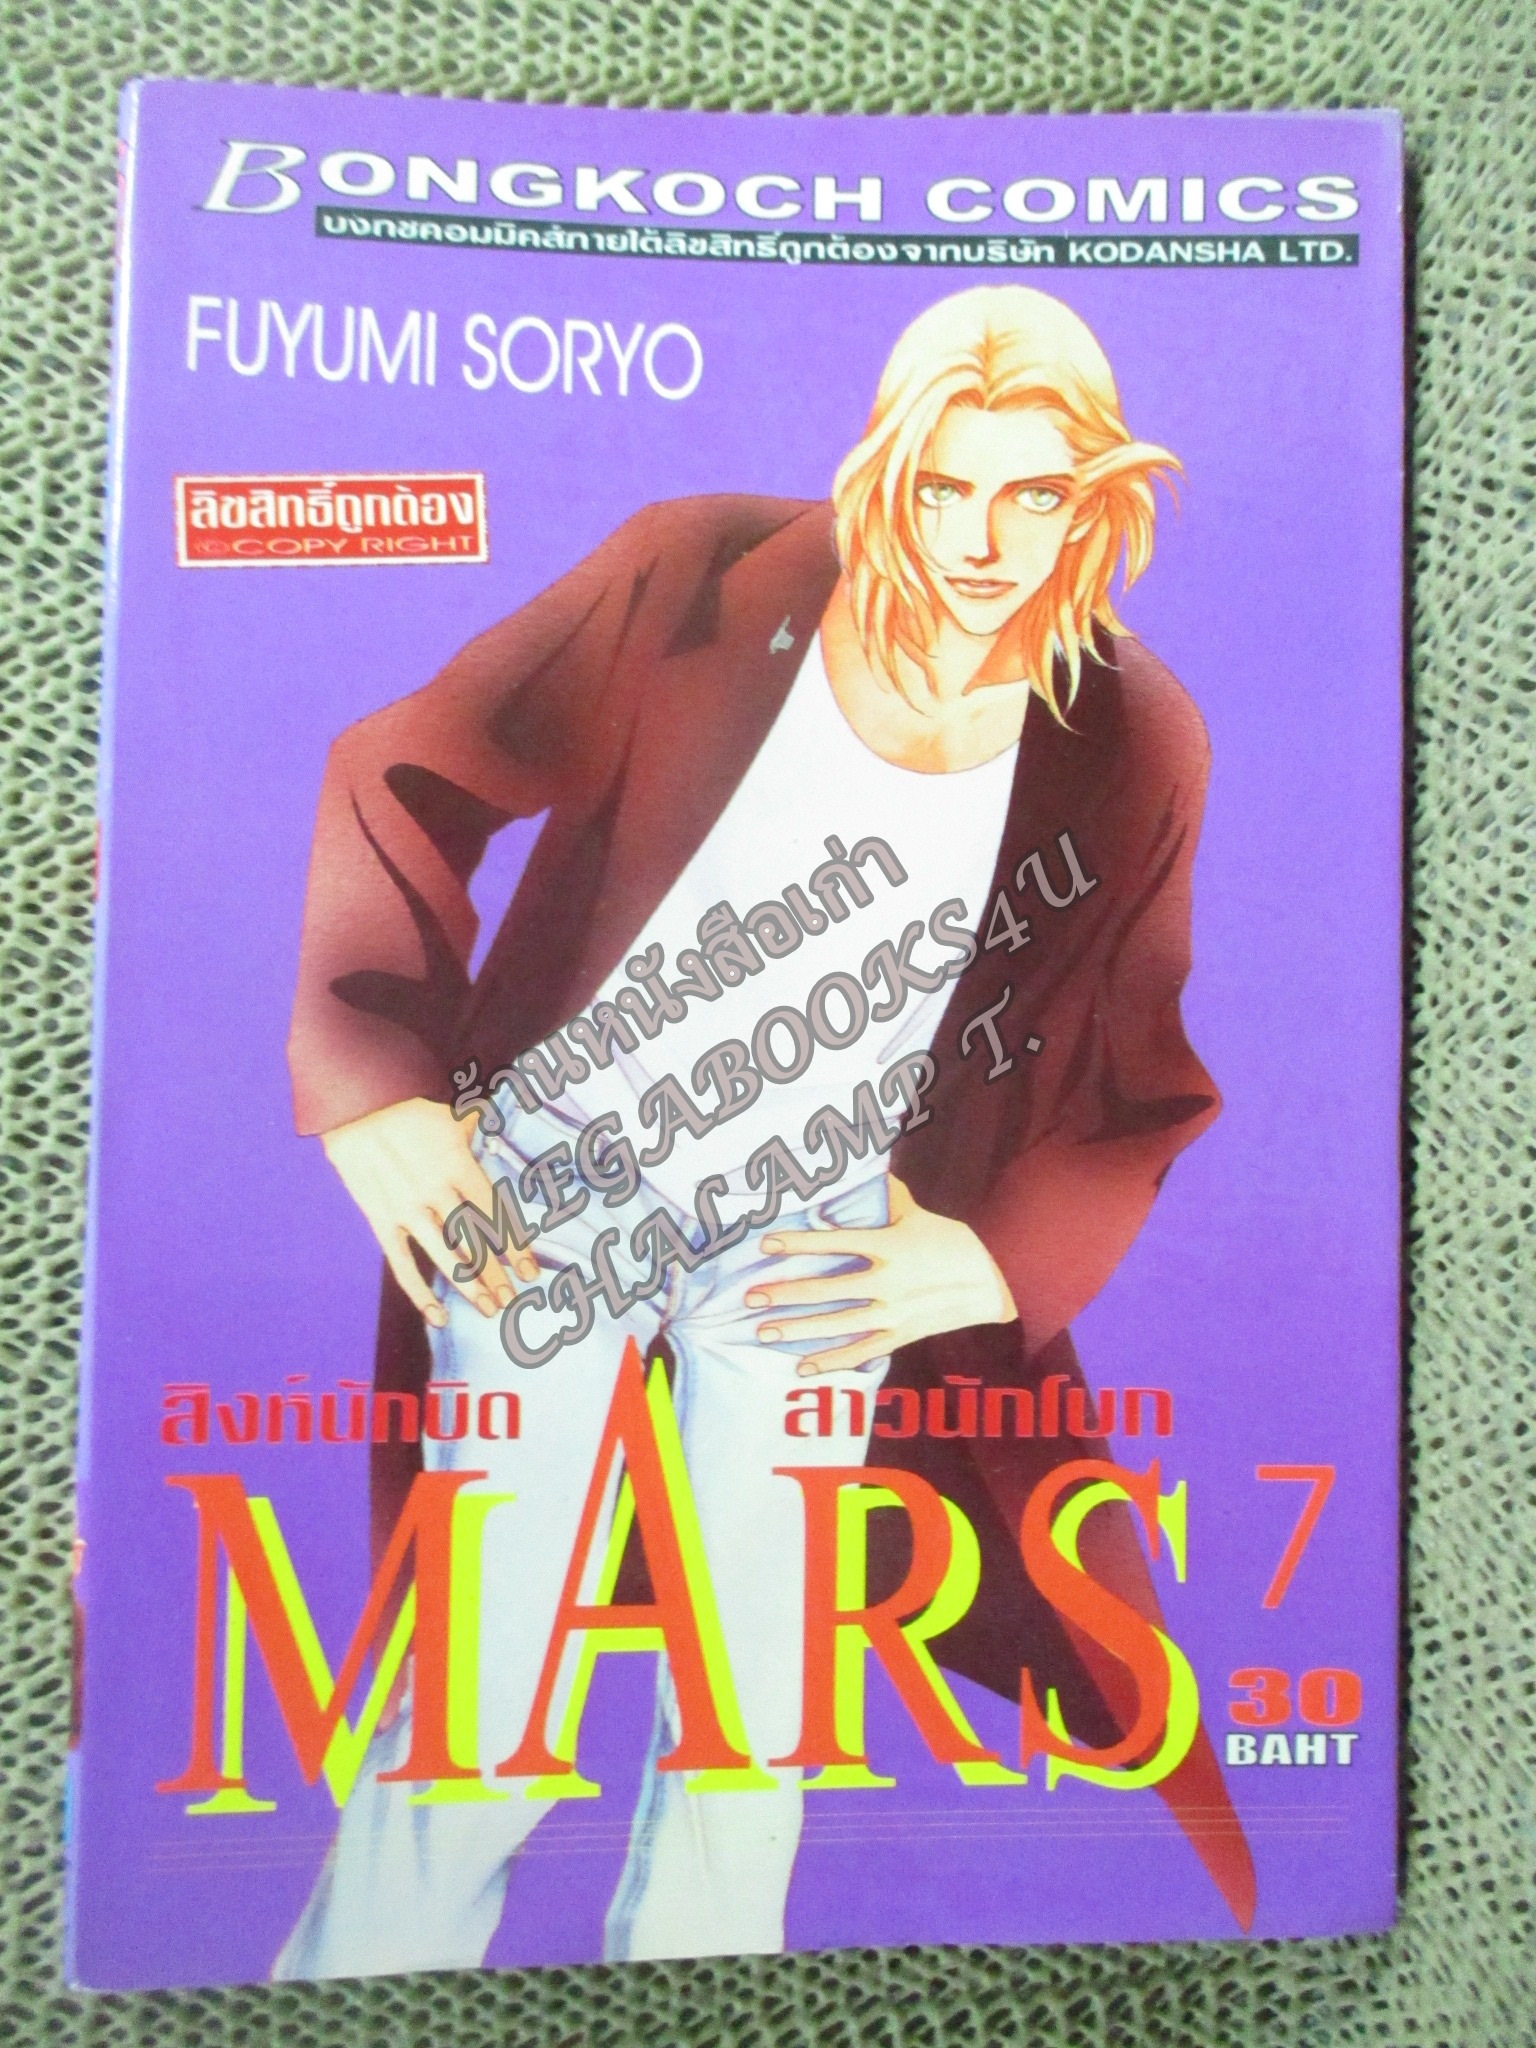 BONGKOCH COMICS
บงกชคอมมิคส์ภายใต้ลิขสิทธิ์ถูกต้องจากบริษัท KODANSHA LTD.
FUYUMI SORYO
ลิขสิทธิ์ถูกต้อง
©COPY RIGHT
ร้านหนังสือเก่า
MEGABOOKS4U
CHALAMP T.
สิงห์นักบิด สาวนักโบก
MARS 7
30
BAHT